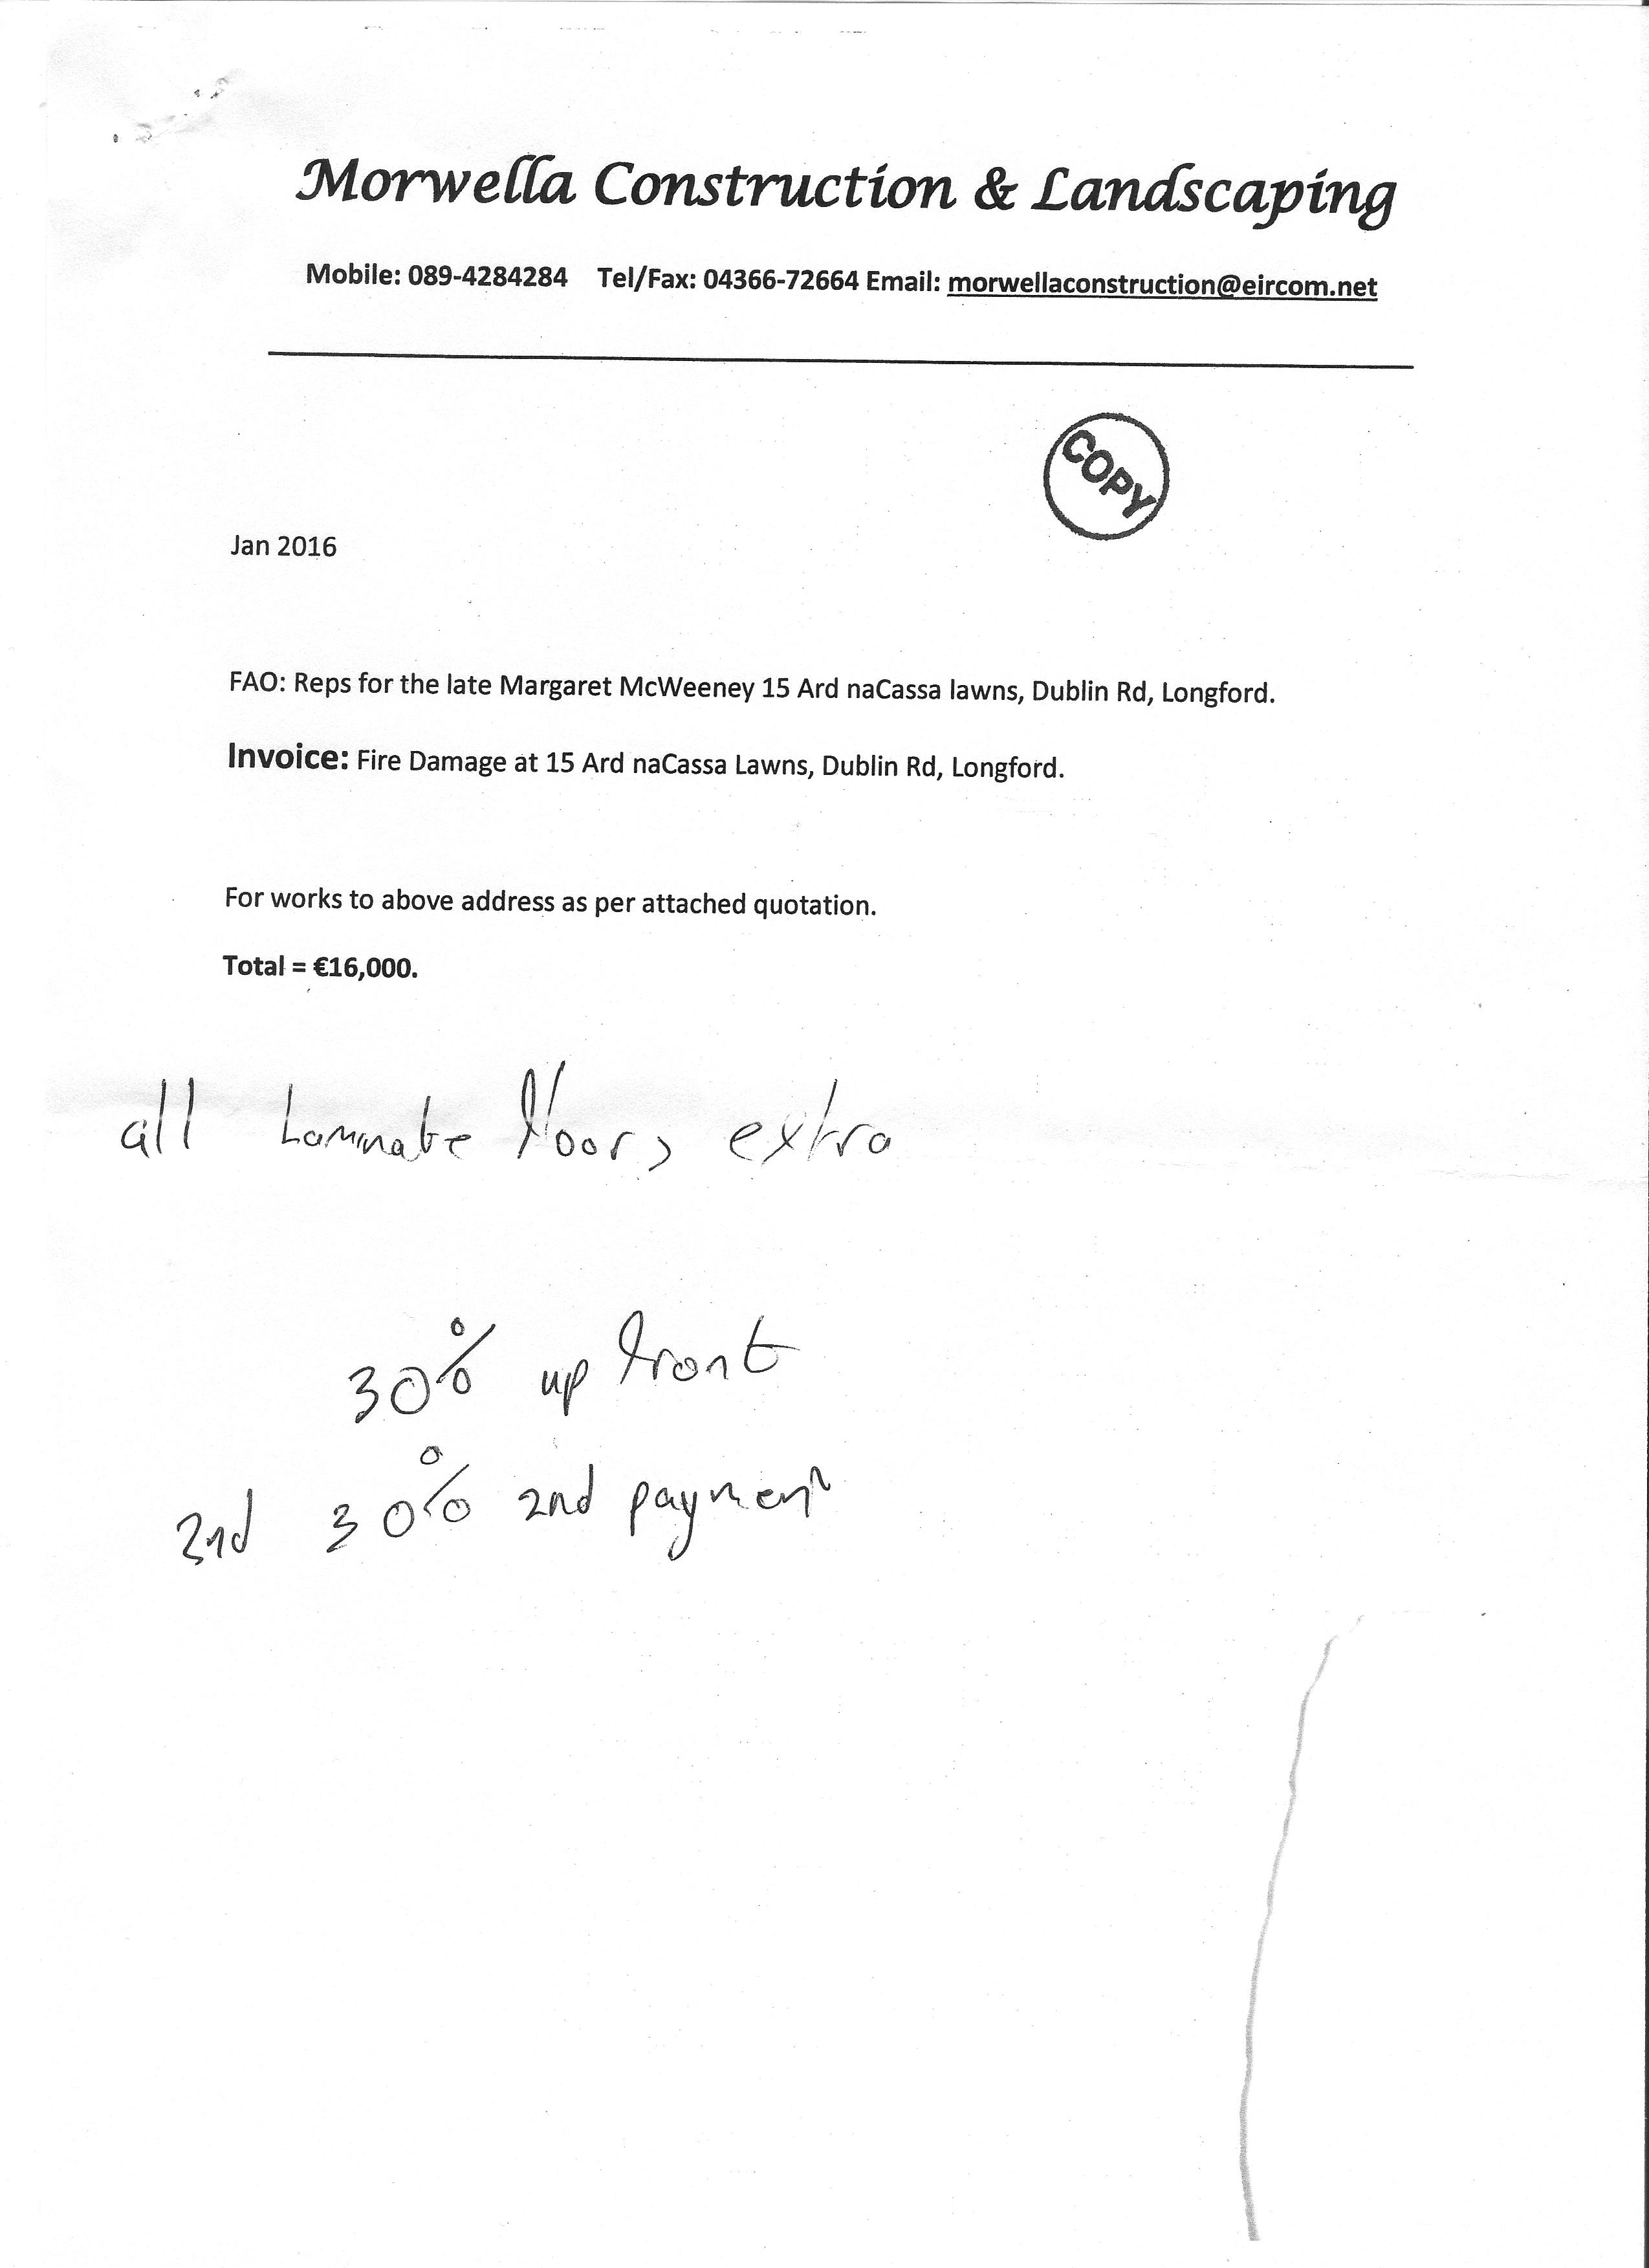 Morwella Construction & Landscaping
Mobile: 089-4284284 Tel/Fax: 04366-72664 Email: morwellaconstruction@eircom.net
COPY
Jan 2016
FAO: Reps for the late Margaret McWeeney 15 Ard naCassa lawns, Dublin Rd, Longford.
Invoice: Fire Damage at 15 Ard naCassa Lawns, Dublin Rd, Longford.
For works to above address as per attached quotation.
Total = €16,000.
all Laminate floors extra
30% up front
2nd 30% 2nd payment